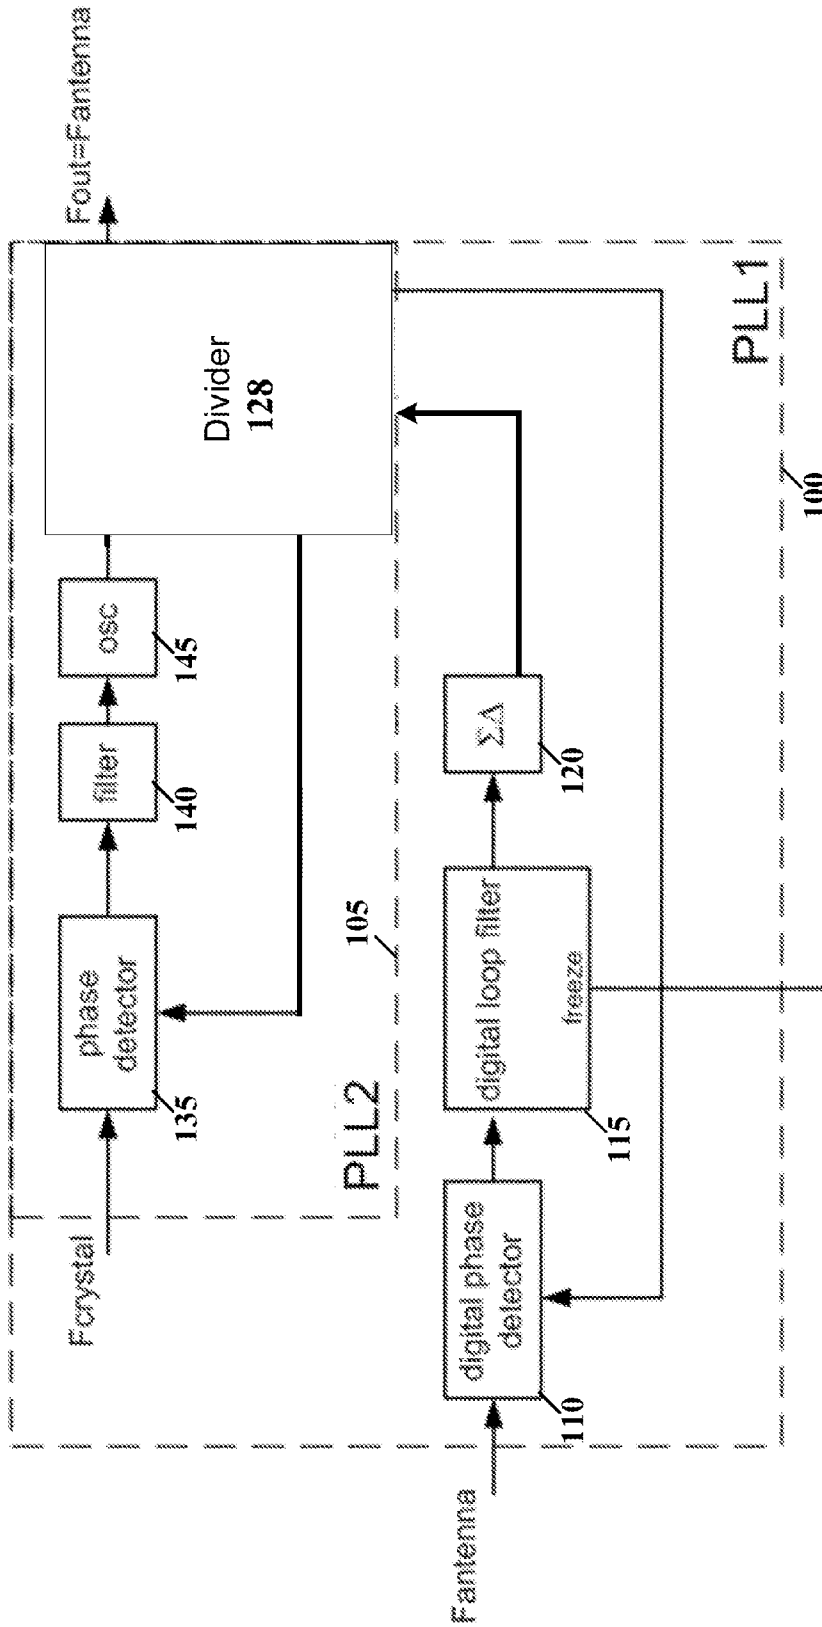 Fcrystal
phase
detector
135
filter
140
osc
145
Divider
128
Fout=Fantenna
PLL2
105
Fantenna
digital phase
detector
110
digital loop filter
freeze
115
ΣΔ
120
PLL1
100